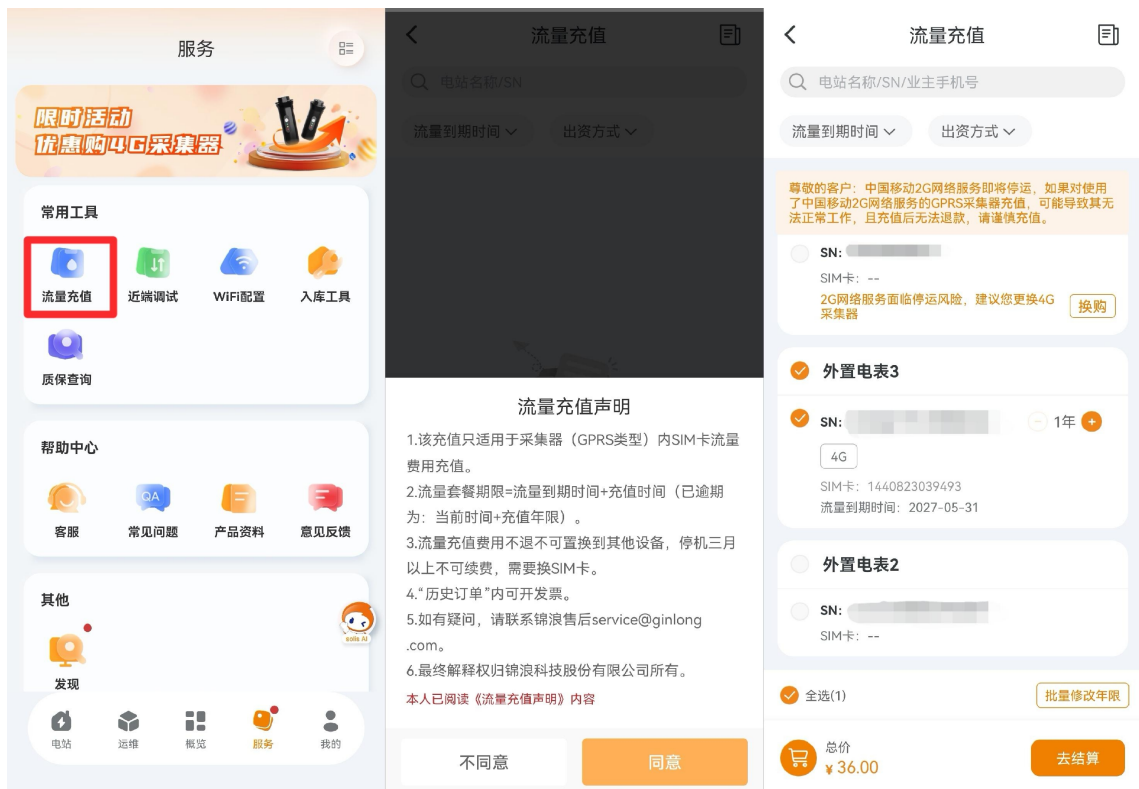 服务
限时活动
优惠购4G采集器
常用工具
流量充值
近端调试
WiFi配置
入库工具
质保查询
帮助中心
QA
客服
常见问题
产品资料
意见反馈
其他
solis AI
发现
电站
运维
概览
服务
我的
流量充值
电站名称/SN
流量到期时间
出资方式
流量充值声明
1.该充值只适用于采集器（GPRS类型）内SIM卡流量
费用充值。
2.流量套餐期限=流量到期时间+充值时间（已逾期
为：当前时间+充值年限）。
3.流量充值费用不退不可置换到其他设备，停机三月
以上不可续费，需要换SIM卡。
4.“历史订单”内可开发票。
5.如有疑问，请联系锦浪售后service@ginlong
.com。
6.最终解释权归锦浪科技股份有限公司所有。
本人已阅读《流量充值声明》内容
不同意
同意
流量充值
电站名称/SN/业主手机号
流量到期时间
出资方式
尊敬的客户：中国移动2G网络服务即将停运，如果对使用
了中国移动2G网络服务的GPRS采集器充值，可能导致其无
法正常工作，且充值后无法退款，请谨慎充值。
SN:
SIM卡：--
2G网络服务面临停运风险，建议您更换4G
采集器
换购
外置电表3
SN:
1年
4G
SIM卡：1440823039493
流量到期时间：2027-05-31
外置电表2
SN:
SIM卡：--
全选(1)
批量修改年限
总价
¥ 36.00
去结算